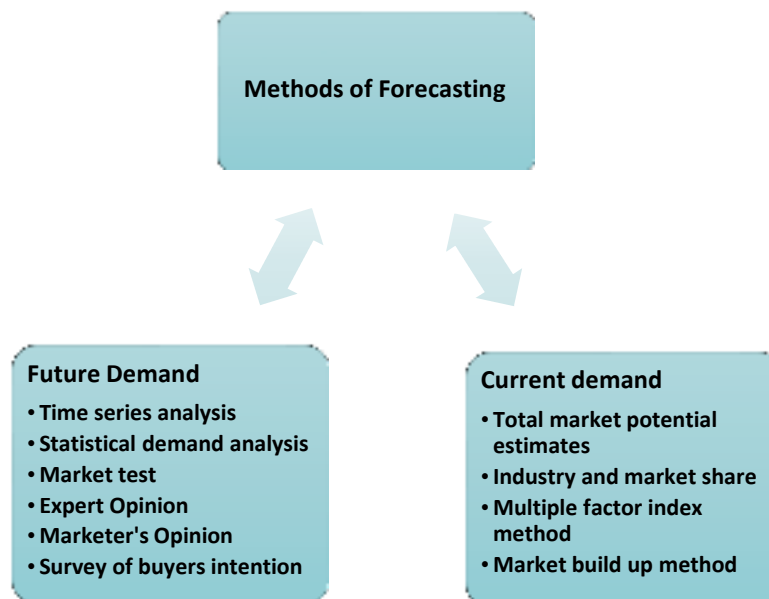 Methods of Forecasting
Future Demand
• Time series analysis
• Statistical demand analysis
• Market test
• Expert Opinion
• Marketer's Opinion
• Survey of buyers intention
Current demand
• Total market potential
estimates
• Industry and market share
• Multiple factor index
method
• Market build up method